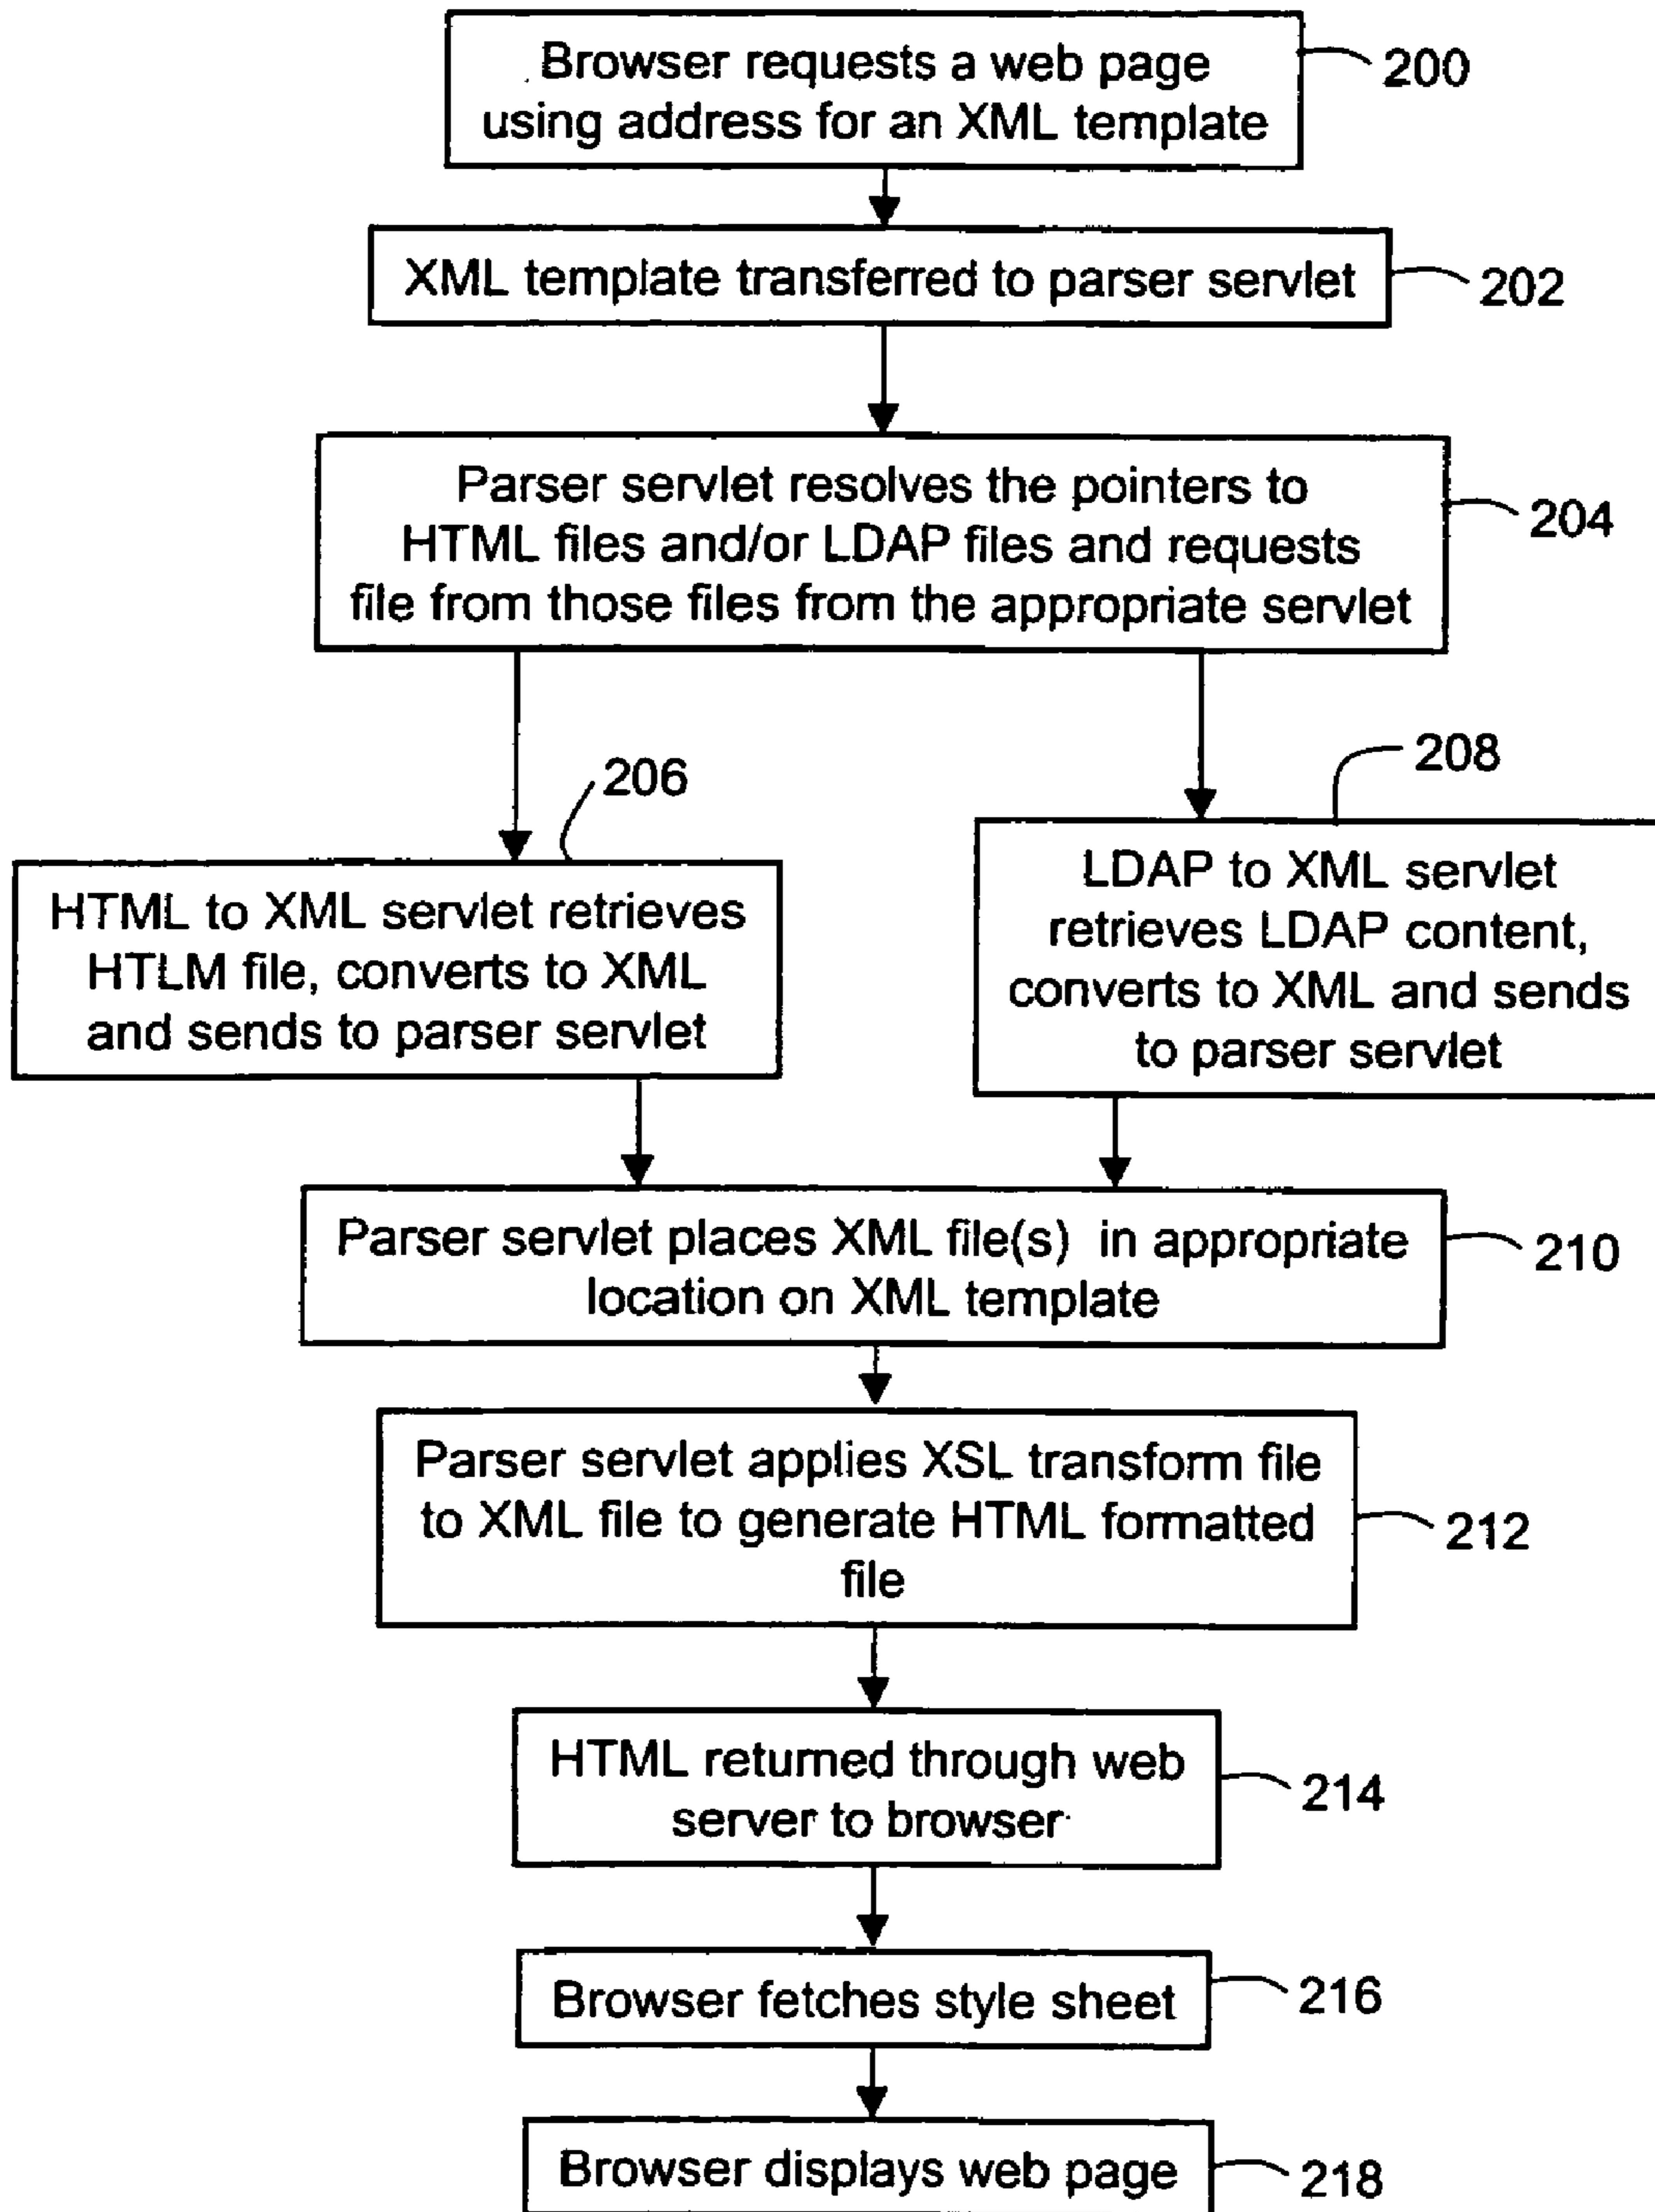 Browser requests a web page
using address for an XML template
200
XML template transferred to parser servlet
202
Parser servlet resolves the pointers to
HTML files and/or LDAP files and requests
file from those files from the appropriate servlet
204
206
HTML to XML servlet retrieves
HTLM file, converts to XML
and sends to parser servlet
208
LDAP to XML servlet
retrieves LDAP content,
converts to XML and sends
to parser servlet
Parser servlet places XML file(s) in appropriate
location on XML template
210
Parser servlet applies XSL transform file
to XML file to generate HTML formatted
file
212
HTML returned through web
server to browser
214
Browser fetches style sheet
216
Browser displays web page
218